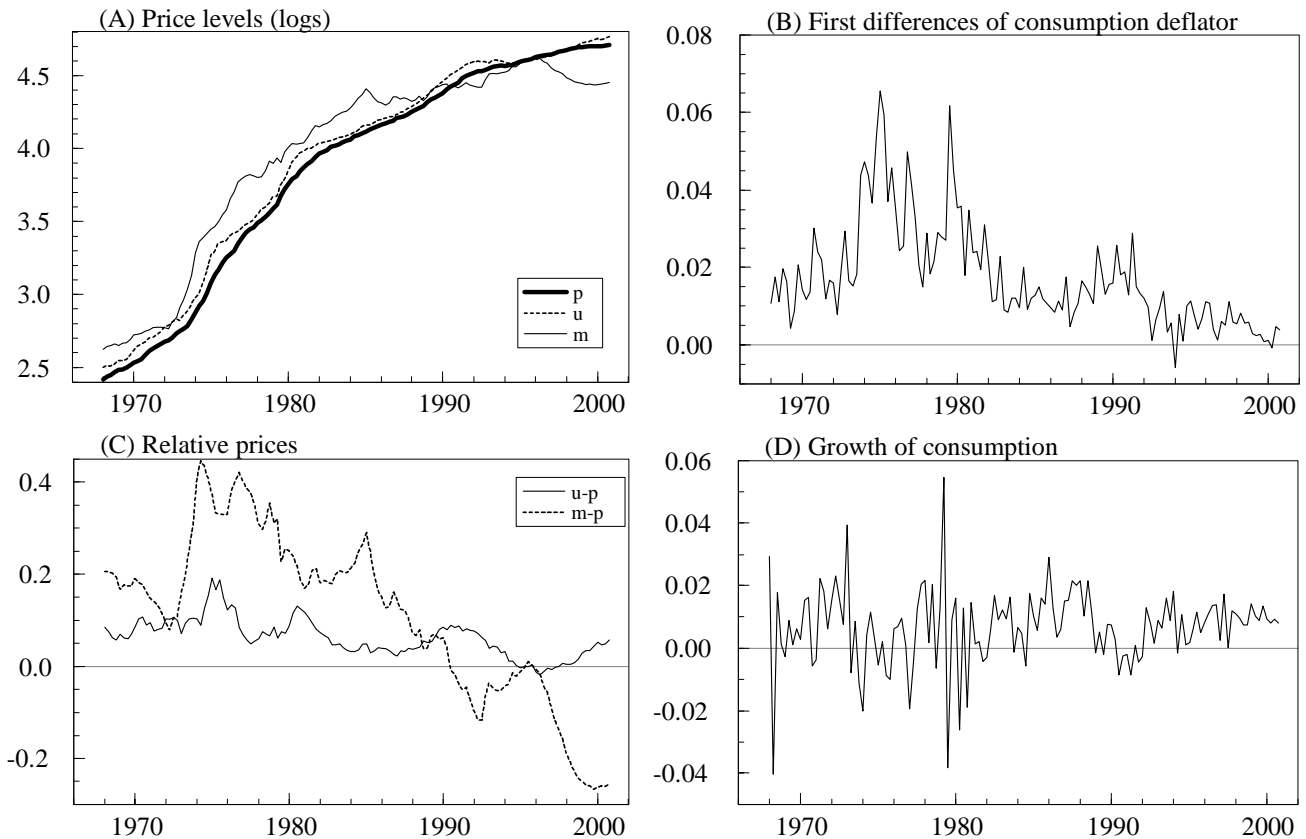 (A) Price levels (logs)
4.5
4.0
3.5
3.0
2.5
p
u
m
1970 1980 1990 2000
(B) First differences of consumption deflator
0.08
0.06
0.04
0.02
0.00
1970 1980 1990 2000
(C) Relative prices
0.4
0.2
0.0
-0.2
u-p
m-p
1970 1980 1990 2000
(D) Growth of consumption
0.06
0.04
0.02
0.00
-0.02
-0.04
1970 1980 1990 2000